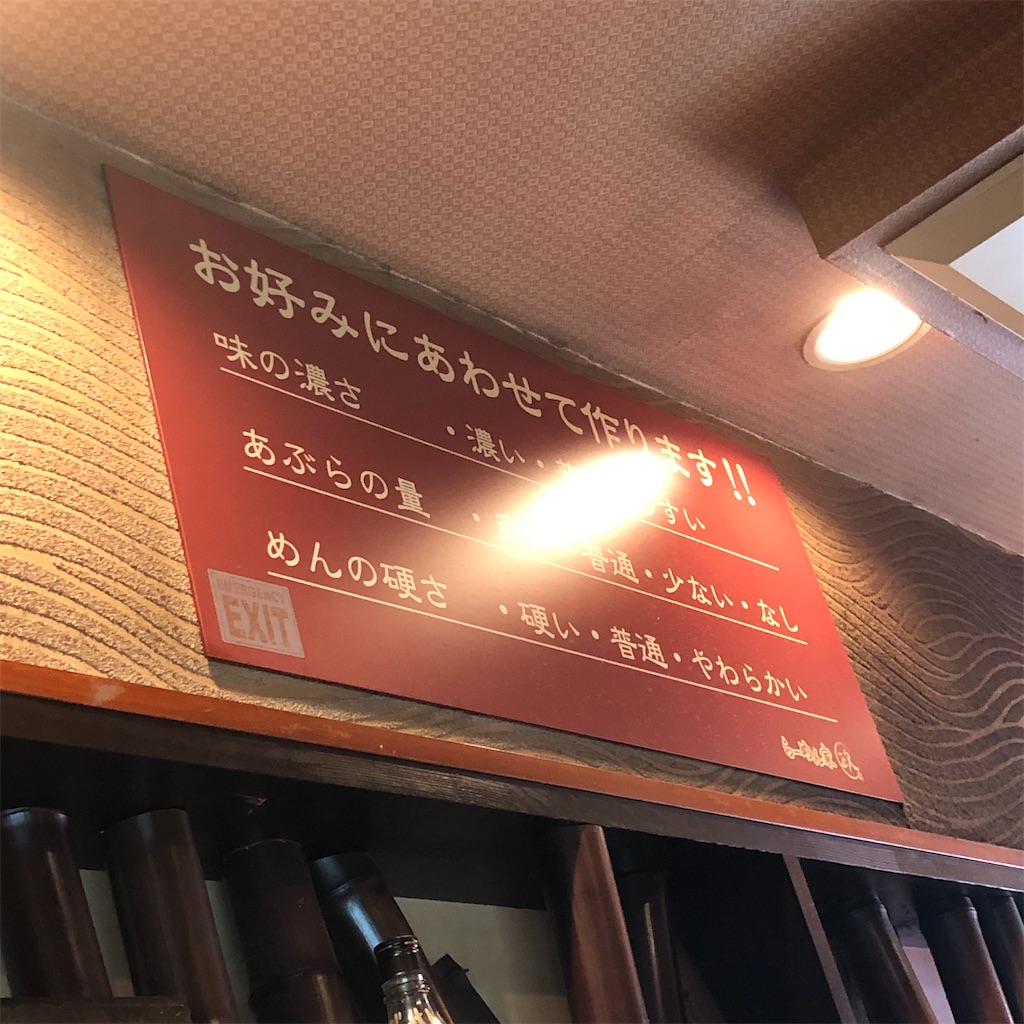 お好みにあわせて作ります!!
味の濃さ ・濃い・ すい
あぶらの量 ・ 普通・少ない・なし
めんの硬さ ・硬い・普通・やわらかい
EMERGENCY
EXIT